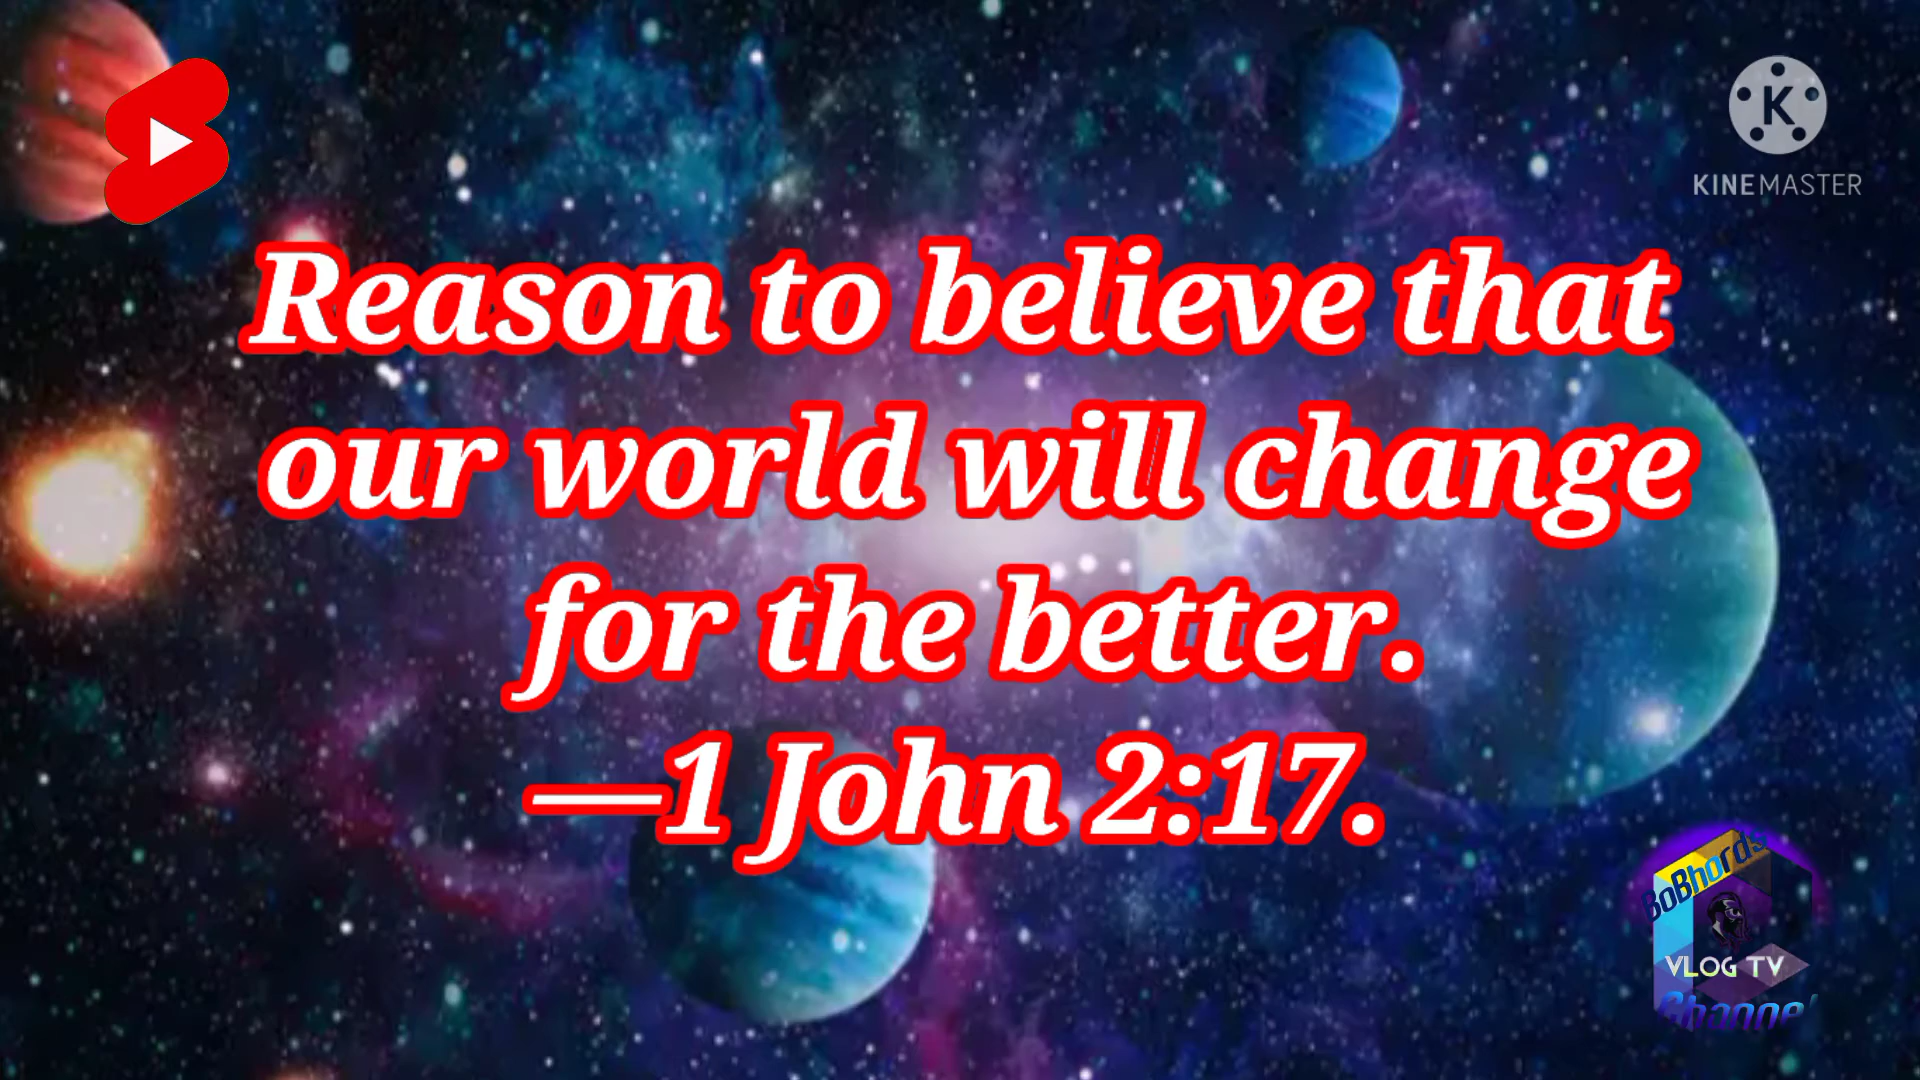 KINEMASTER
Reason to believe that
our world will change
for the better.
—1 John 2:17.
BoBhords
VLOG TV
Channel